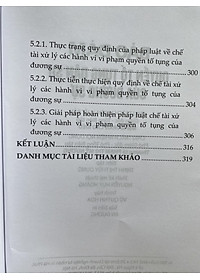 5.2.1. Thực trạng quy định của pháp luật về chế
tài xử lý các hành vi vi phạm quyền tố tụng của
đương sự 300
5.2.2. Thực tiễn thực hiện quy định về chế tài xử
lý các hành vi vi phạm quyền tố tụng của
đương sự 304
5.2.3. Giải pháp hoàn thiện pháp luật về chế tài
xử lý các hành vi vi phạm quyền tố tụng của
đương sự 306
KẾT LUẬN 316
DANH MỤC TÀI LIỆU THAM KHẢO 319